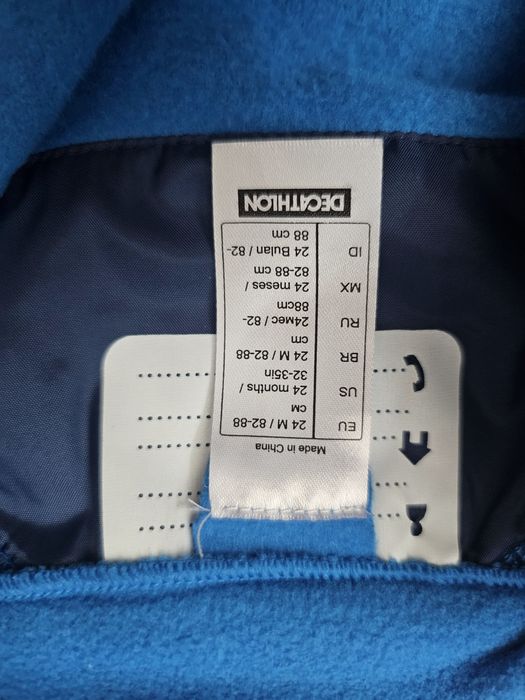 Made in China
EU 24 M / 82-88
CM
US 24 months /
32-35in
BR 24 M / 82-88
cm
RU 24мес / 82-
88cm
MX 24 meses /
82-88 cm
ID 24 Bulan / 82-
88 cm
DECATHLON